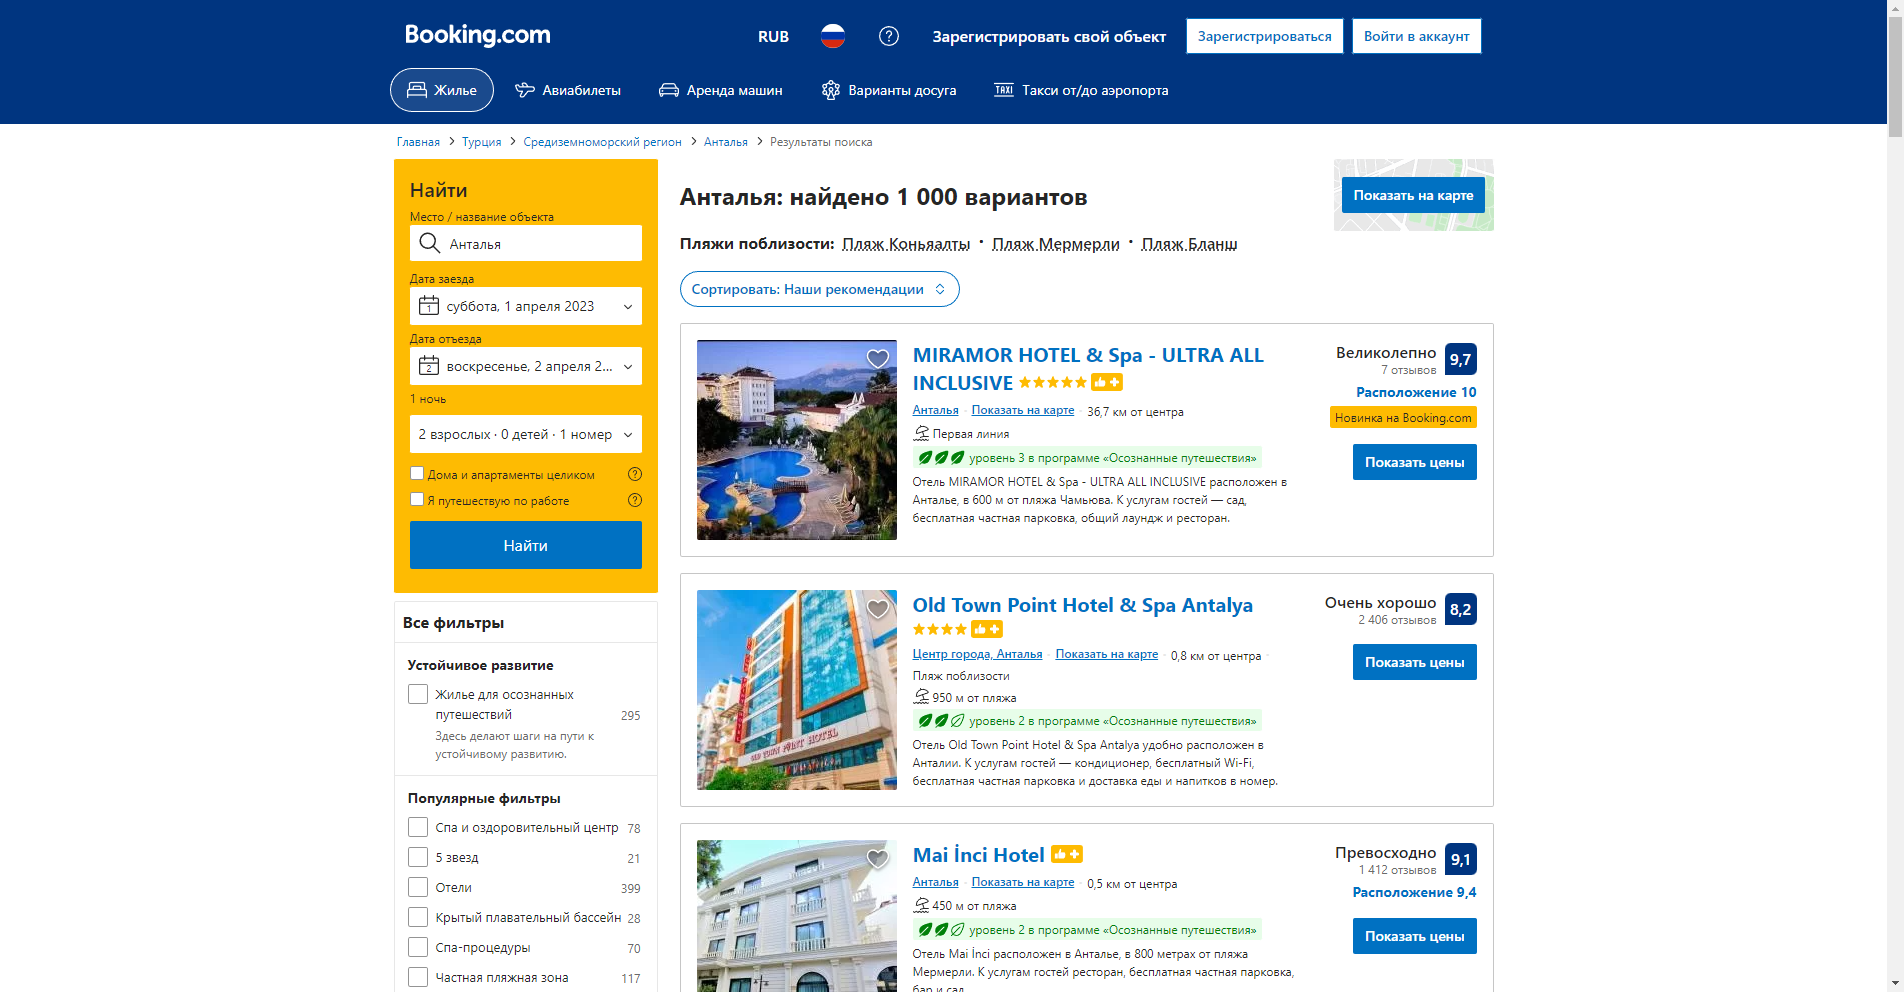 Booking.com
RUB
Зарегистрировать свой объект
Зарегистрироваться
Войти в аккаунт
Жилье
Авиабилеты
Аренда машин
Варианты досуга
TAXI
Такси от/до аэропорта
Главная
Турция
Средиземноморский регион
Анталья
Результаты поиска
Найти
Место / название объекта
Анталья
Дата заезда
1
суббота, 1 апреля 2023
Дата отъезда
2
воскресенье, 2 апреля 2...
1 ночь
2 взрослых · 0 детей · 1 номер
Дома и апартаменты целиком
Я путешествую по работе
Найти
Все фильтры
Устойчивое развитие
Жилье для осознанных
путешествий
295
Здесь делают шаги на пути к
устойчивому развитию.
Популярные фильтры
Спа и оздоровительный центр 78
5 звезд 21
Отели 399
Крытый плавательный бассейн 28
Спа-процедуры 70
Частная пляжная зона 117
Анталья: найдено 1 000 вариантов
Показать на карте
Пляжи поблизости: Пляж Коньяалты · Пляж Мермерли · Пляж Бланш
Сортировать: Наши рекомендации
MIRAMOR HOTEL & Spa - ULTRA ALL
INCLUSIVE
Анталья · Показать на карте · 36,7 км от центра
Первая линия
уровень 3 в программе «Осознанные путешествия»
Отель MIRAMOR HOTEL & Spa - ULTRA ALL INCLUSIVE расположен в
Анталье, в 600 м от пляжа Чамьюва. К услугам гостей — сад,
бесплатная частная парковка, общий лаундж и ресторан.
Великолепно
7 отзывов
9,7
Расположение 10
Новинка на Booking.com
Показать цены
Old Town Point Hotel & Spa Antalya
Центр города, Анталья · Показать на карте · 0,8 км от центра ·
Пляж поблизости
950 м от пляжа
уровень 2 в программе «Осознанные путешествия»
Отель Old Town Point Hotel & Spa Antalya удобно расположен в
Анталии. К услугам гостей — кондиционер, бесплатный Wi-Fi,
бесплатная частная парковка и доставка еды и напитков в номер.
OLD TOWN POINT HOTEL
Очень хорошо
2 406 отзывов
8,2
Показать цены
Mai İnci Hotel
Анталья · Показать на карте · 0,5 км от центра
450 м от пляжа
уровень 2 в программе «Осознанные путешествия»
Отель Mai İnci расположен в Анталье, в 800 метрах от пляжа
Мермерли. К услугам гостей ресторан, бесплатная частная парковка,
бар и сад.
Превосходно
1 412 отзывов
9,1
Расположение 9,4
Показать цены